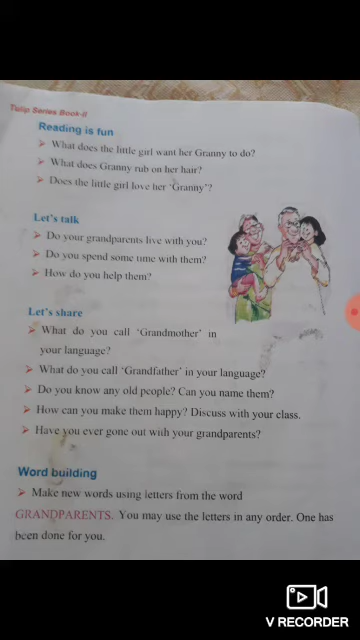 Tulip Series Book-II
Reading is fun
➤ What does the little girl want her Granny to do?
➤ What does Granny rub on her hair?
➤ Does the little girl love her 'Granny'?
Let's talk
➤ Do your grandparents live with you?
➤ Do you spend some time with them?
➤ How do you help them?
Let's share
➤ What do you call 'Grandmother' in
your language?
➤ What do you call 'Grandfather' in your language?
➤ Do you know any old people? Can you name them?
➤ How can you make them happy? Discuss with your class.
➤ Have you ever gone out with your grandparents?
Word building
➤ Make new words using letters from the word
GRANDPARENTS. You may use the letters in any order. One has
been done for you.
V RECORDER